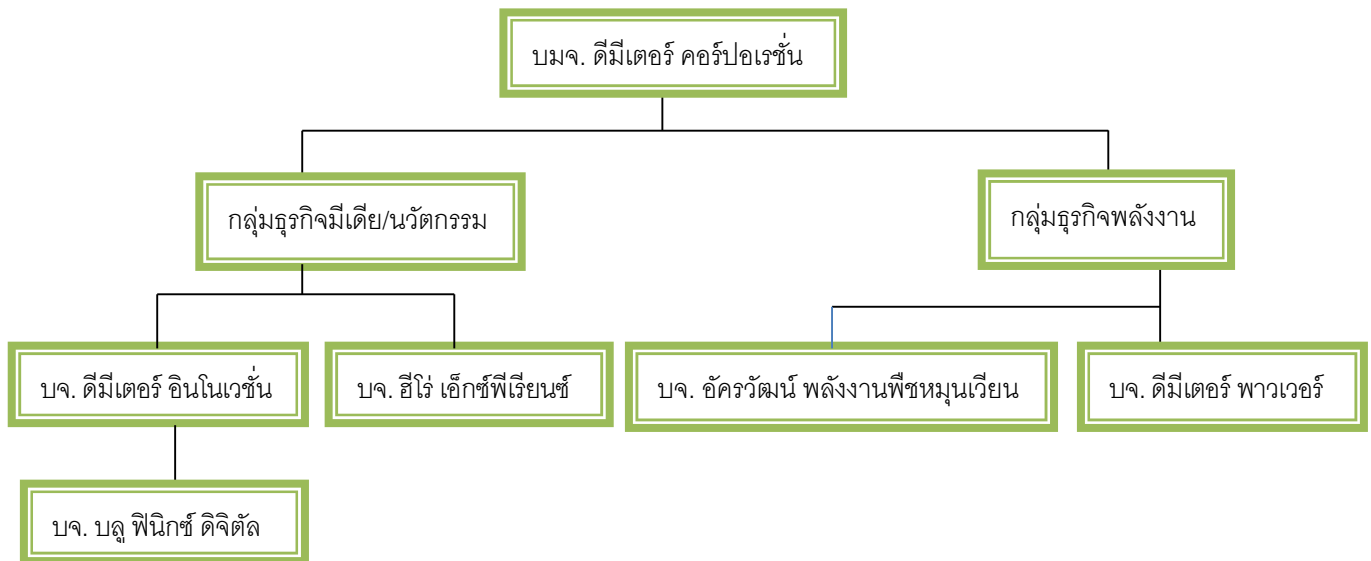 บมจ. ดีมีเตอร์ คอร์ปอเรชั่น
กลุ่มธุรกิจมีเดีย/นวัตกรรม
กลุ่มธุรกิจพลังงาน
บจ. ดีมีเตอร์ อินโนเวชั่น
บจ. ฮีโร่ เอ็กซ์พีเรียนซ์
บจ. อัครวัฒน์ พลังงานพืชหมุนเวียน
บจ. ดีมีเตอร์ พาวเวอร์
บจ. บลู ฟินิกซ์ ดิจิตัล